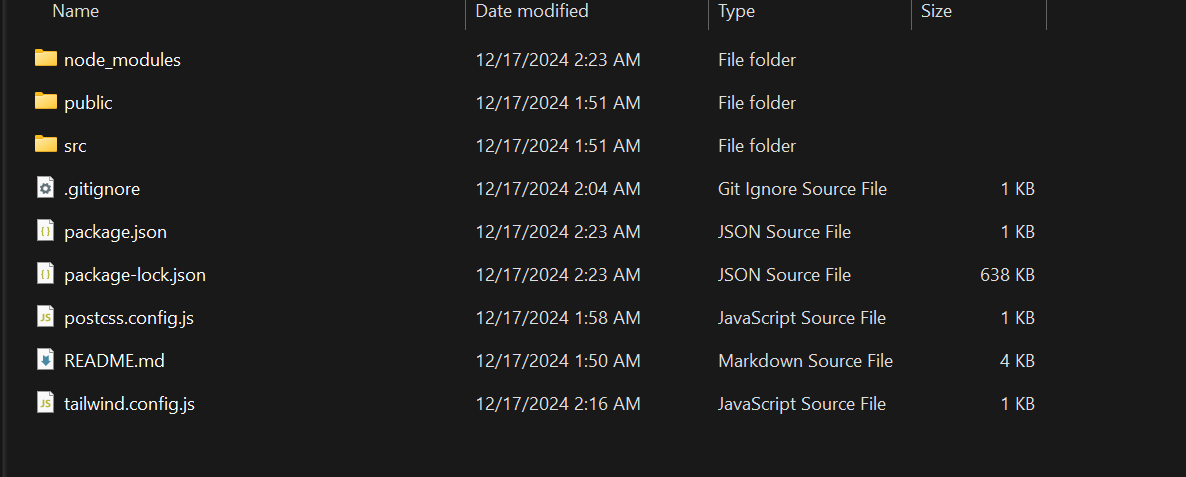 Name Date modified Type Size
node_modules 12/17/2024 2:23 AM File folder
public 12/17/2024 1:51 AM File folder
src 12/17/2024 1:51 AM File folder
.gitignore 12/17/2024 2:04 AM Git Ignore Source File 1 KB
package.json 12/17/2024 2:23 AM JSON Source File 1 KB
package-lock.json 12/17/2024 2:23 AM JSON Source File 638 KB
postcss.config.js 12/17/2024 1:58 AM JavaScript Source File 1 KB
README.md 12/17/2024 1:50 AM Markdown Source File 4 KB
tailwind.config.js 12/17/2024 2:16 AM JavaScript Source File 1 KB